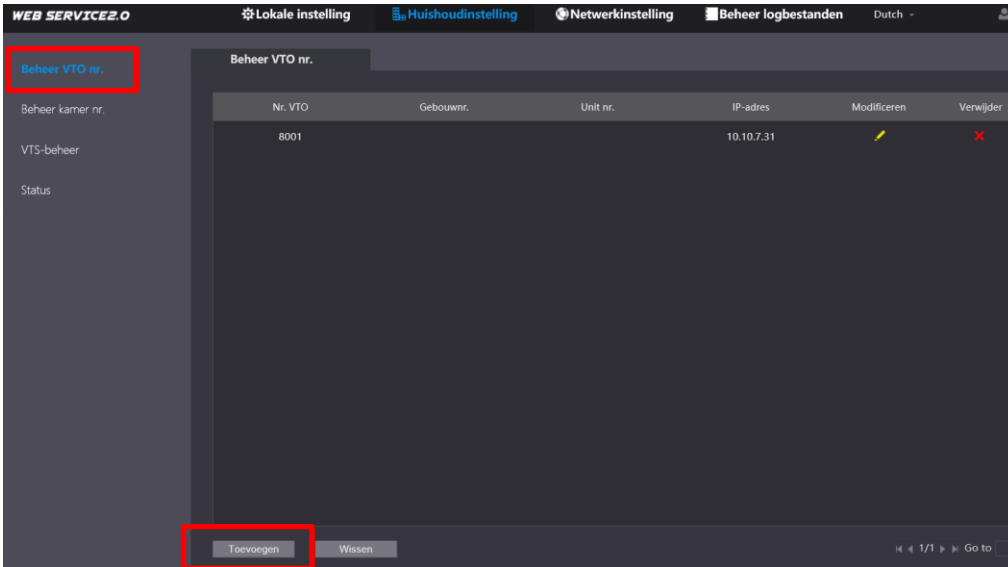 WEB SERVICE2.0 Lokale instelling Huishoudinstelling Netwerkinstelling Beheer logbestanden Dutch
Beheer VTO nr.
Beheer kamer nr.
VTS-beheer
Status
Beheer VTO nr.
Nr. VTO Gebouwnr. Unit nr. IP-adres Modificeren Verwijder
8001 10.10.7.31
Toevoegen Wissen 1/1 Go to